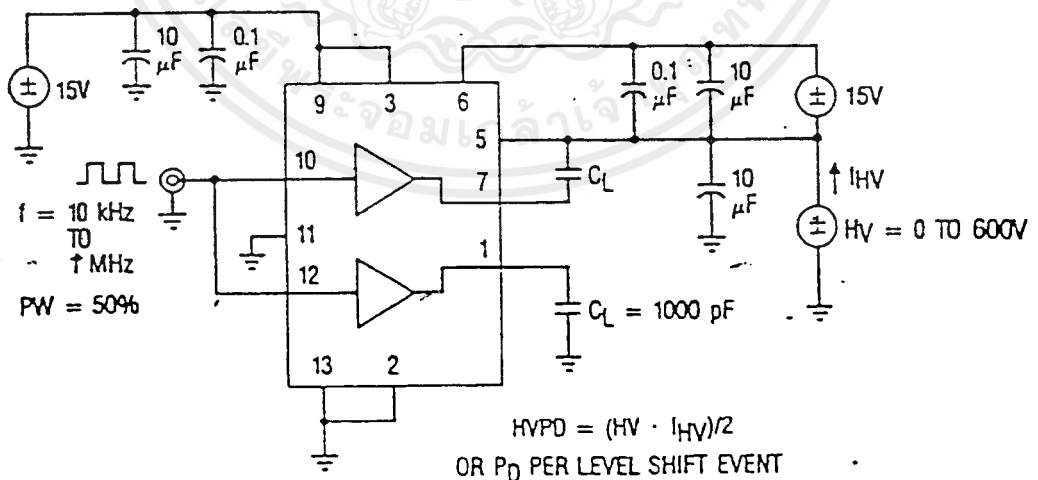 10 μF
0.1 μF
15V
9
3
6
0.1 μF
10 μF
15V
5
10
7
CL
10 μF
IHV
f = 10 kHz
TO
1 MHz
PW = 50%
11
12
1
HV = 0 TO 600V
CL = 1000 pF
13
2
HVPD = (HV · IHV)/2
OR PD PER LEVEL SHIFT EVENT